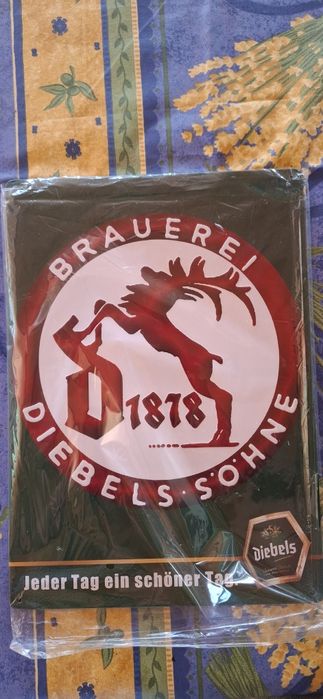 BRAUEREI
D 1878
DIEBELS · SÖHNE
diebels
Jeder Tag ein schöner Tag.